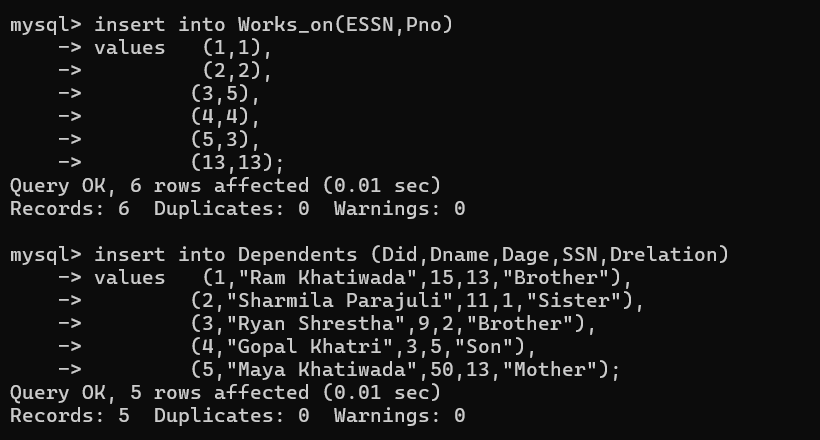 mysql> insert into Works_on(ESSN,Pno)
    -> values   (1,1),
    ->          (2,2),
    ->         (3,5),
    ->         (4,4),
    ->         (5,3),
    ->         (13,13);
Query OK, 6 rows affected (0.01 sec)
Records: 6  Duplicates: 0  Warnings: 0

mysql> insert into Dependents (Did,Dname,Dage,SSN,Drelation)
    -> values   (1,"Ram Khatiwada",15,13,"Brother"),
    ->         (2,"Sharmila Parajuli",11,1,"Sister"),
    ->         (3,"Ryan Shrestha",9,2,"Brother"),
    ->         (4,"Gopal Khatri",3,5,"Son"),
    ->         (5,"Maya Khatiwada",50,13,"Mother");
Query OK, 5 rows affected (0.01 sec)
Records: 5  Duplicates: 0  Warnings: 0